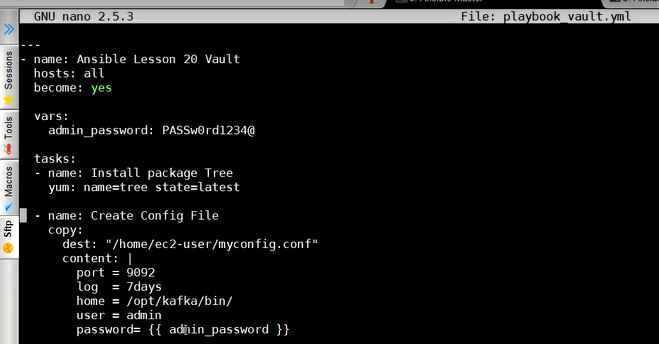 GNU nano 2.5.3 File: playbook_vault.yml
---
- name: Ansible Lesson 20 Vault
  hosts: all
  become: yes

  vars:
    admin_password: PASSw0rd1234@

  tasks:
  - name: Install package Tree
    yum: name=tree state=latest

  - name: Create Config File
    copy:
      dest: "/home/ec2-user/myconfig.conf"
      content: |
        port = 9092
        log  = 7days
        home = /opt/kafka/bin/
        user = admin
        password= {{ admin_password }}
Sessions
Tools
Macros
Sftp